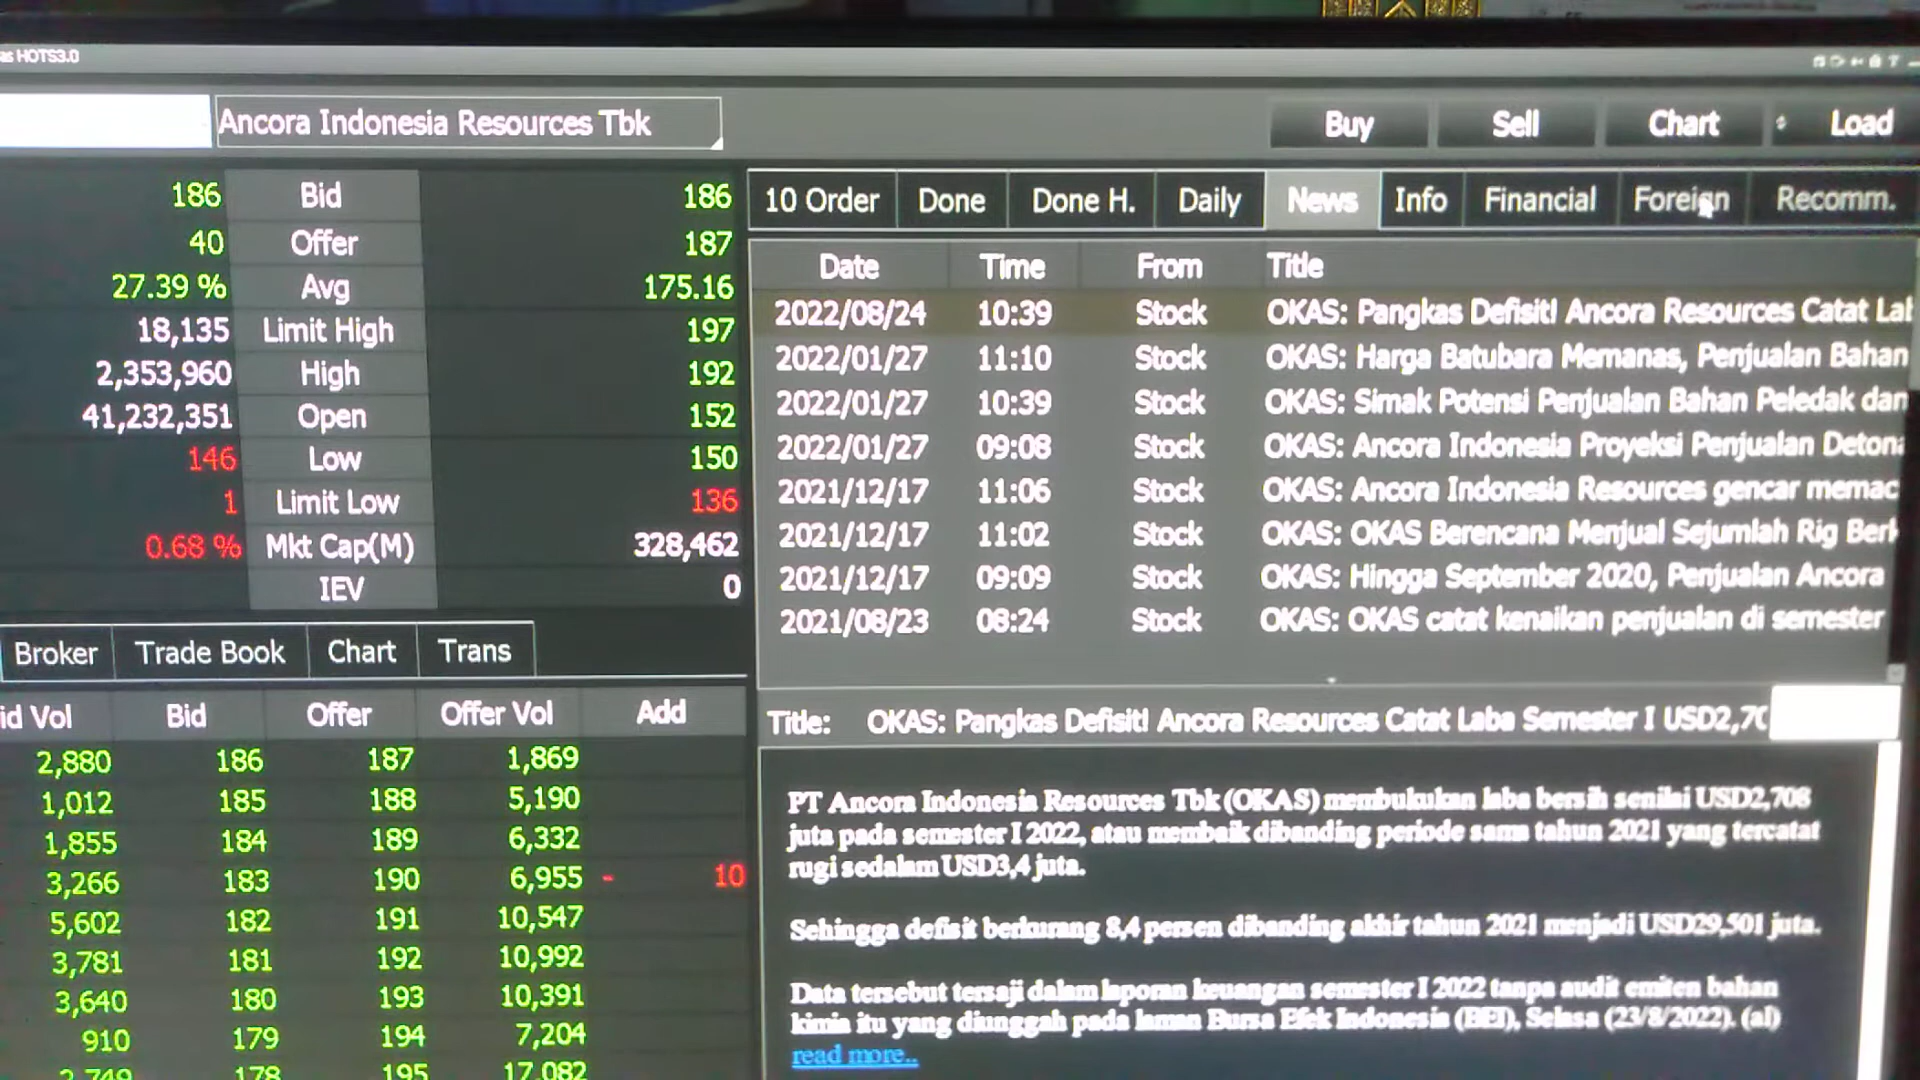 as HOTS3.0
Ancora Indonesia Resources Tbk
Buy Sell Chart Load
186 Bid 186
40 Offer 187
27.39 % Avg 175.16
18,135 Limit High 197
2,353,960 High 192
41,232,351 Open 152
146 Low 150
1 Limit Low 136
0.68 % Mkt Cap(M) 328,462
IEV 0
Broker Trade Book Chart Trans
id Vol Bid Offer Offer Vol Add
2,880 186 187 1,869
1,012 185 188 5,190
1,855 184 189 6,332
3,266 183 190 6,955 - 10
5,602 182 191 10,547
3,781 181 192 10,992
3,640 180 193 10,391
910 179 194 7,204
2,749 178 195 17,082
10 Order Done Done H. Daily News Info Financial Foreign Recomm.
Date Time From Title
2022/08/24 10:39 Stock OKAS: Pangkas Defisit! Ancora Resources Catat Lab
2022/01/27 11:10 Stock OKAS: Harga Batubara Memanas, Penjualan Bahan
2022/01/27 10:39 Stock OKAS: Simak Potensi Penjualan Bahan Peledak dan
2022/01/27 09:08 Stock OKAS: Ancora Indonesia Proyeksi Penjualan Detona
2021/12/17 11:06 Stock OKAS: Ancora Indonesia Resources gencar memac
2021/12/17 11:02 Stock OKAS: OKAS Berencana Menjual Sejumlah Rig Berk
2021/12/17 09:09 Stock OKAS: Hingga September 2020, Penjualan Ancora
2021/08/23 08:24 Stock OKAS: OKAS catat kenaikan penjualan di semester
Title: OKAS: Pangkas Defisit! Ancora Resources Catat Laba Semester I USD2,70
PT Ancora Indonesia Resources Tbk (OKAS) membukukan laba bersih senilai USD2,708
juta pada semester I 2022, atau membaik dibanding periode sama tahun 2021 yang tercatat
rugi sedalam USD3,4 juta.
Sehingga defisit berkurang 8,4 persen dibanding akhir tahun 2021 menjadi USD29,501 juta.
Data tersebut tersaji dalam laporan keuangan semester I 2022 tanpa audit emiten bahan
kimia itu yang diunggah pada laman Bursa Efek Indonesia (BEI), Selasa (23/8/2022). (al)
read more..